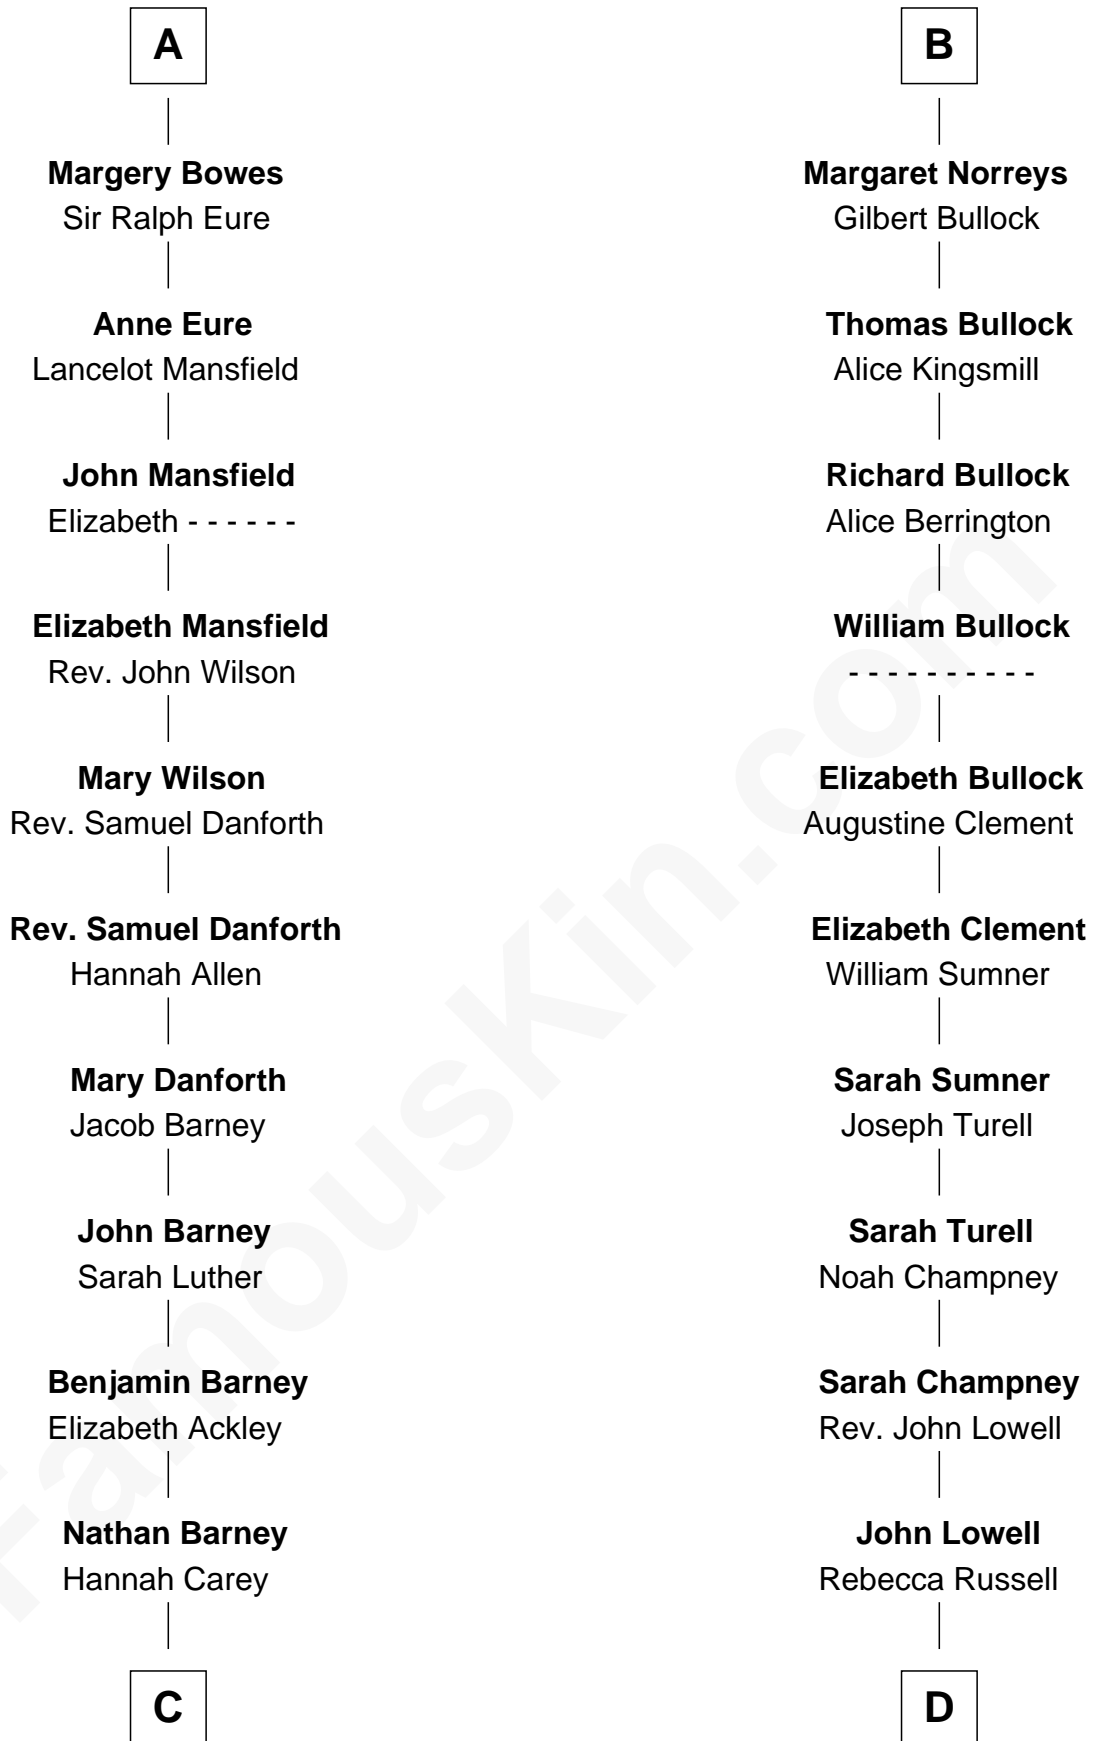 A
Margery Bowes
Sir Ralph Eure
Anne Eure
Lancelot Mansfield
John Mansfield
Elizabeth - - - - - -
Elizabeth Mansfield
Rev. John Wilson
Mary Wilson
Rev. Samuel Danforth
Rev. Samuel Danforth
Hannah Allen
Mary Danforth
Jacob Barney
John Barney
Sarah Luther
Benjamin Barney
Elizabeth Ackley
Nathan Barney
Hannah Carey
C
B
Margaret Norreys
Gilbert Bullock
Thomas Bullock
Alice Kingsmill
Richard Bullock
Alice Berrington
William Bullock
- - - - - - - - - -
Elizabeth Bullock
Augustine Clement
Elizabeth Clement
William Sumner
Sarah Sumner
Joseph Turell
Sarah Turell
Noah Champney
Sarah Champney
Rev. John Lowell
John Lowell
Rebecca Russell
D
FamousKin.com